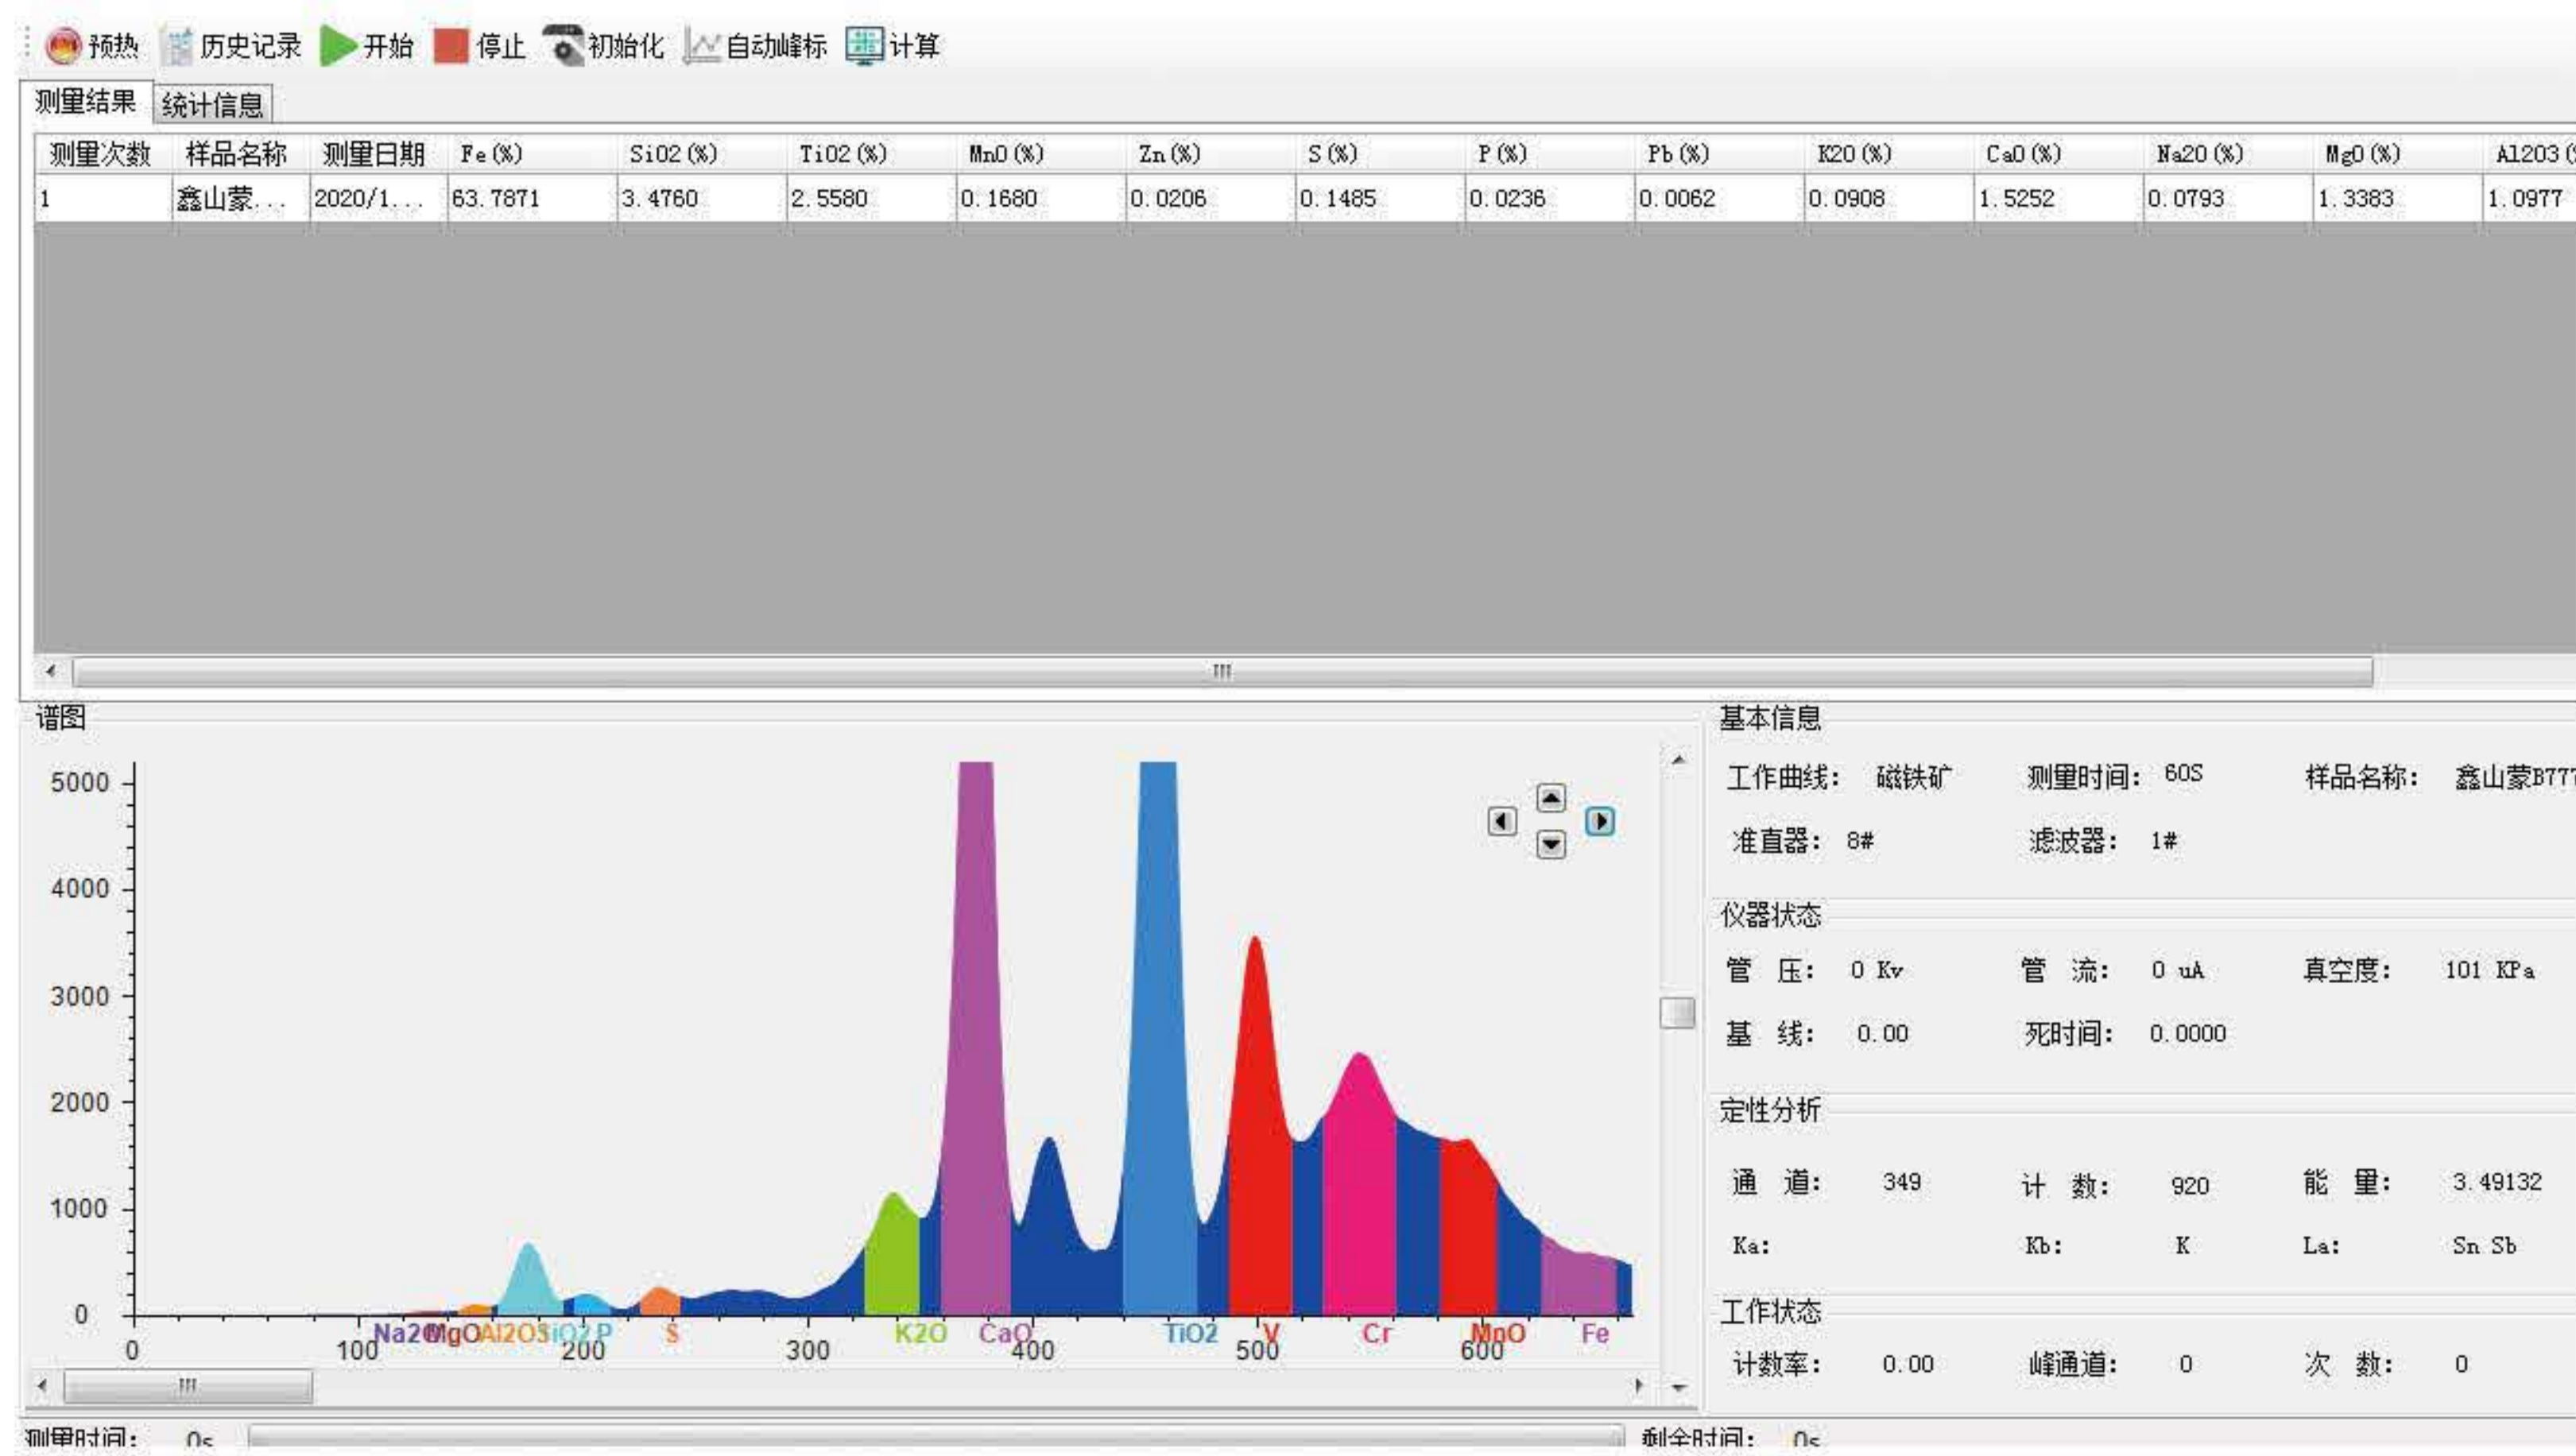 预热 历史记录 开始 停止 初始化 自动峰标 计算
测量结果 统计信息
测量次数 样品名称 测量日期 Fe(%) SiO2(%) TiO2(%) MnO(%) Zn(%) S(%) P(%) Pb(%) K2O(%) CaO(%) Na2O(%) MgO(%) Al2O3(%
1 鑫山蒙... 2020/1... 63.7871 3.4760 2.5580 0.1680 0.0206 0.1485 0.0236 0.0062 0.0908 1.5252 0.0793 1.3383 1.0977
谱图
5000
4000
3000
2000
1000
0
Na2O MgO Al2O3 SiO2 P S K2O CaO TiO2 V Cr MnO Fe
0 100 200 300 400 500 600
基本信息
工作曲线: 磁铁矿 测量时间: 60S 样品名称: 鑫山蒙B777
准直器: 8# 滤波器: 1#
仪器状态
管 压: 0 Kv 管 流: 0 uA 真空度: 101 KPa
基 线: 0.00 死时间: 0.0000
定性分析
通 道: 349 计 数: 920 能 量: 3.49132
Ka: Kb: K La: Sn Sb
工作状态
计数率: 0.00 峰通道: 0 次 数: 0
测量时间: 0s 剩余时间: 0s